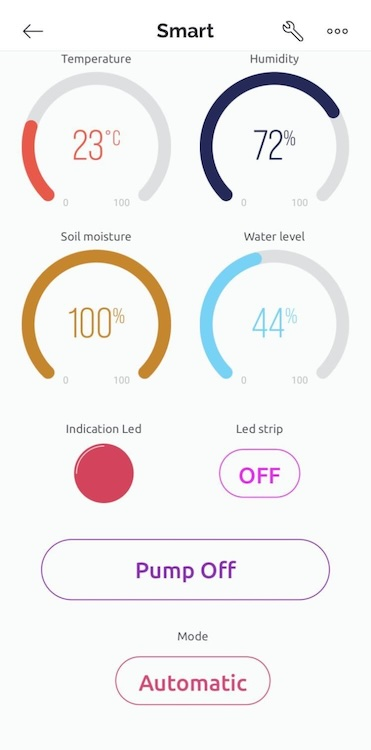 Smart
Temperature Humidity
23°C 72%
0 100 0 100
Soil moisture Water level
100% 44%
0 100 0 100
Indication Led Led strip
OFF
Pump Off
Mode
Automatic